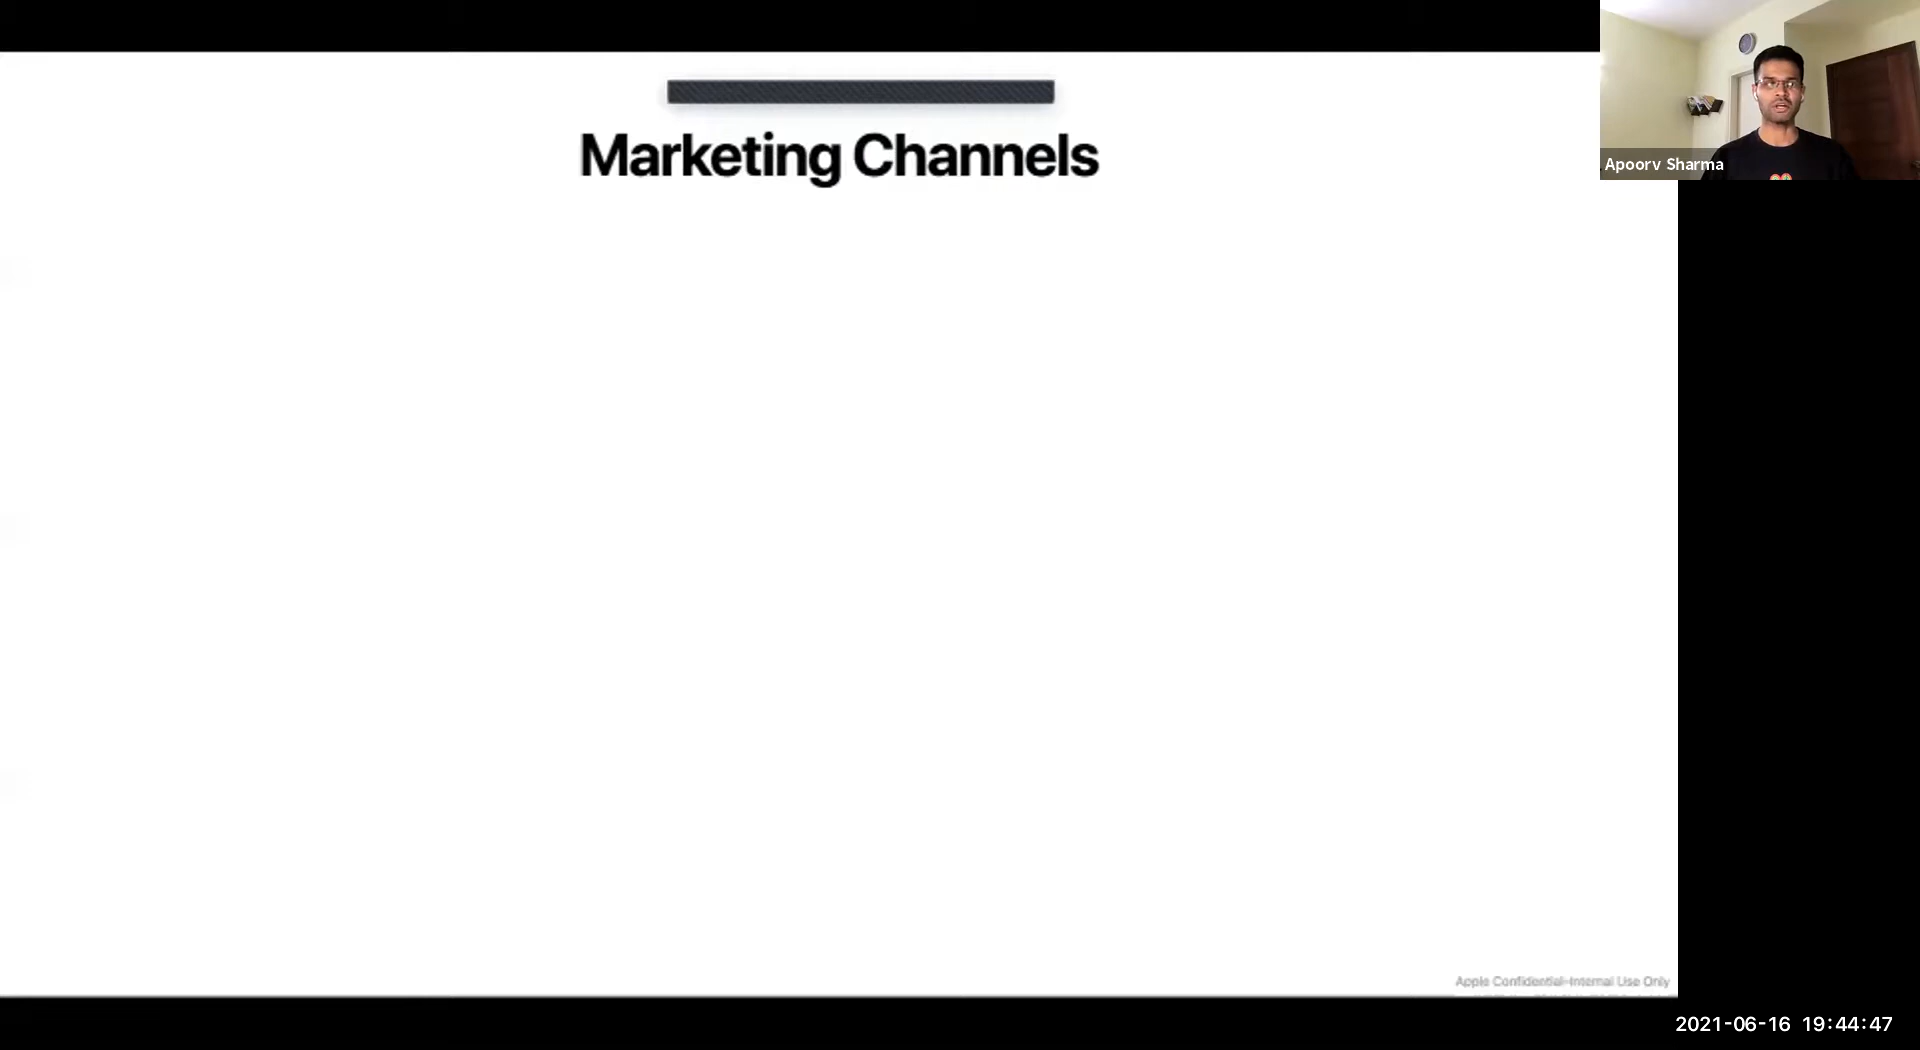 Marketing Channels
Apoorv Sharma
Apple Confidential–Internal Use Only
2021-06-16 19:44:47